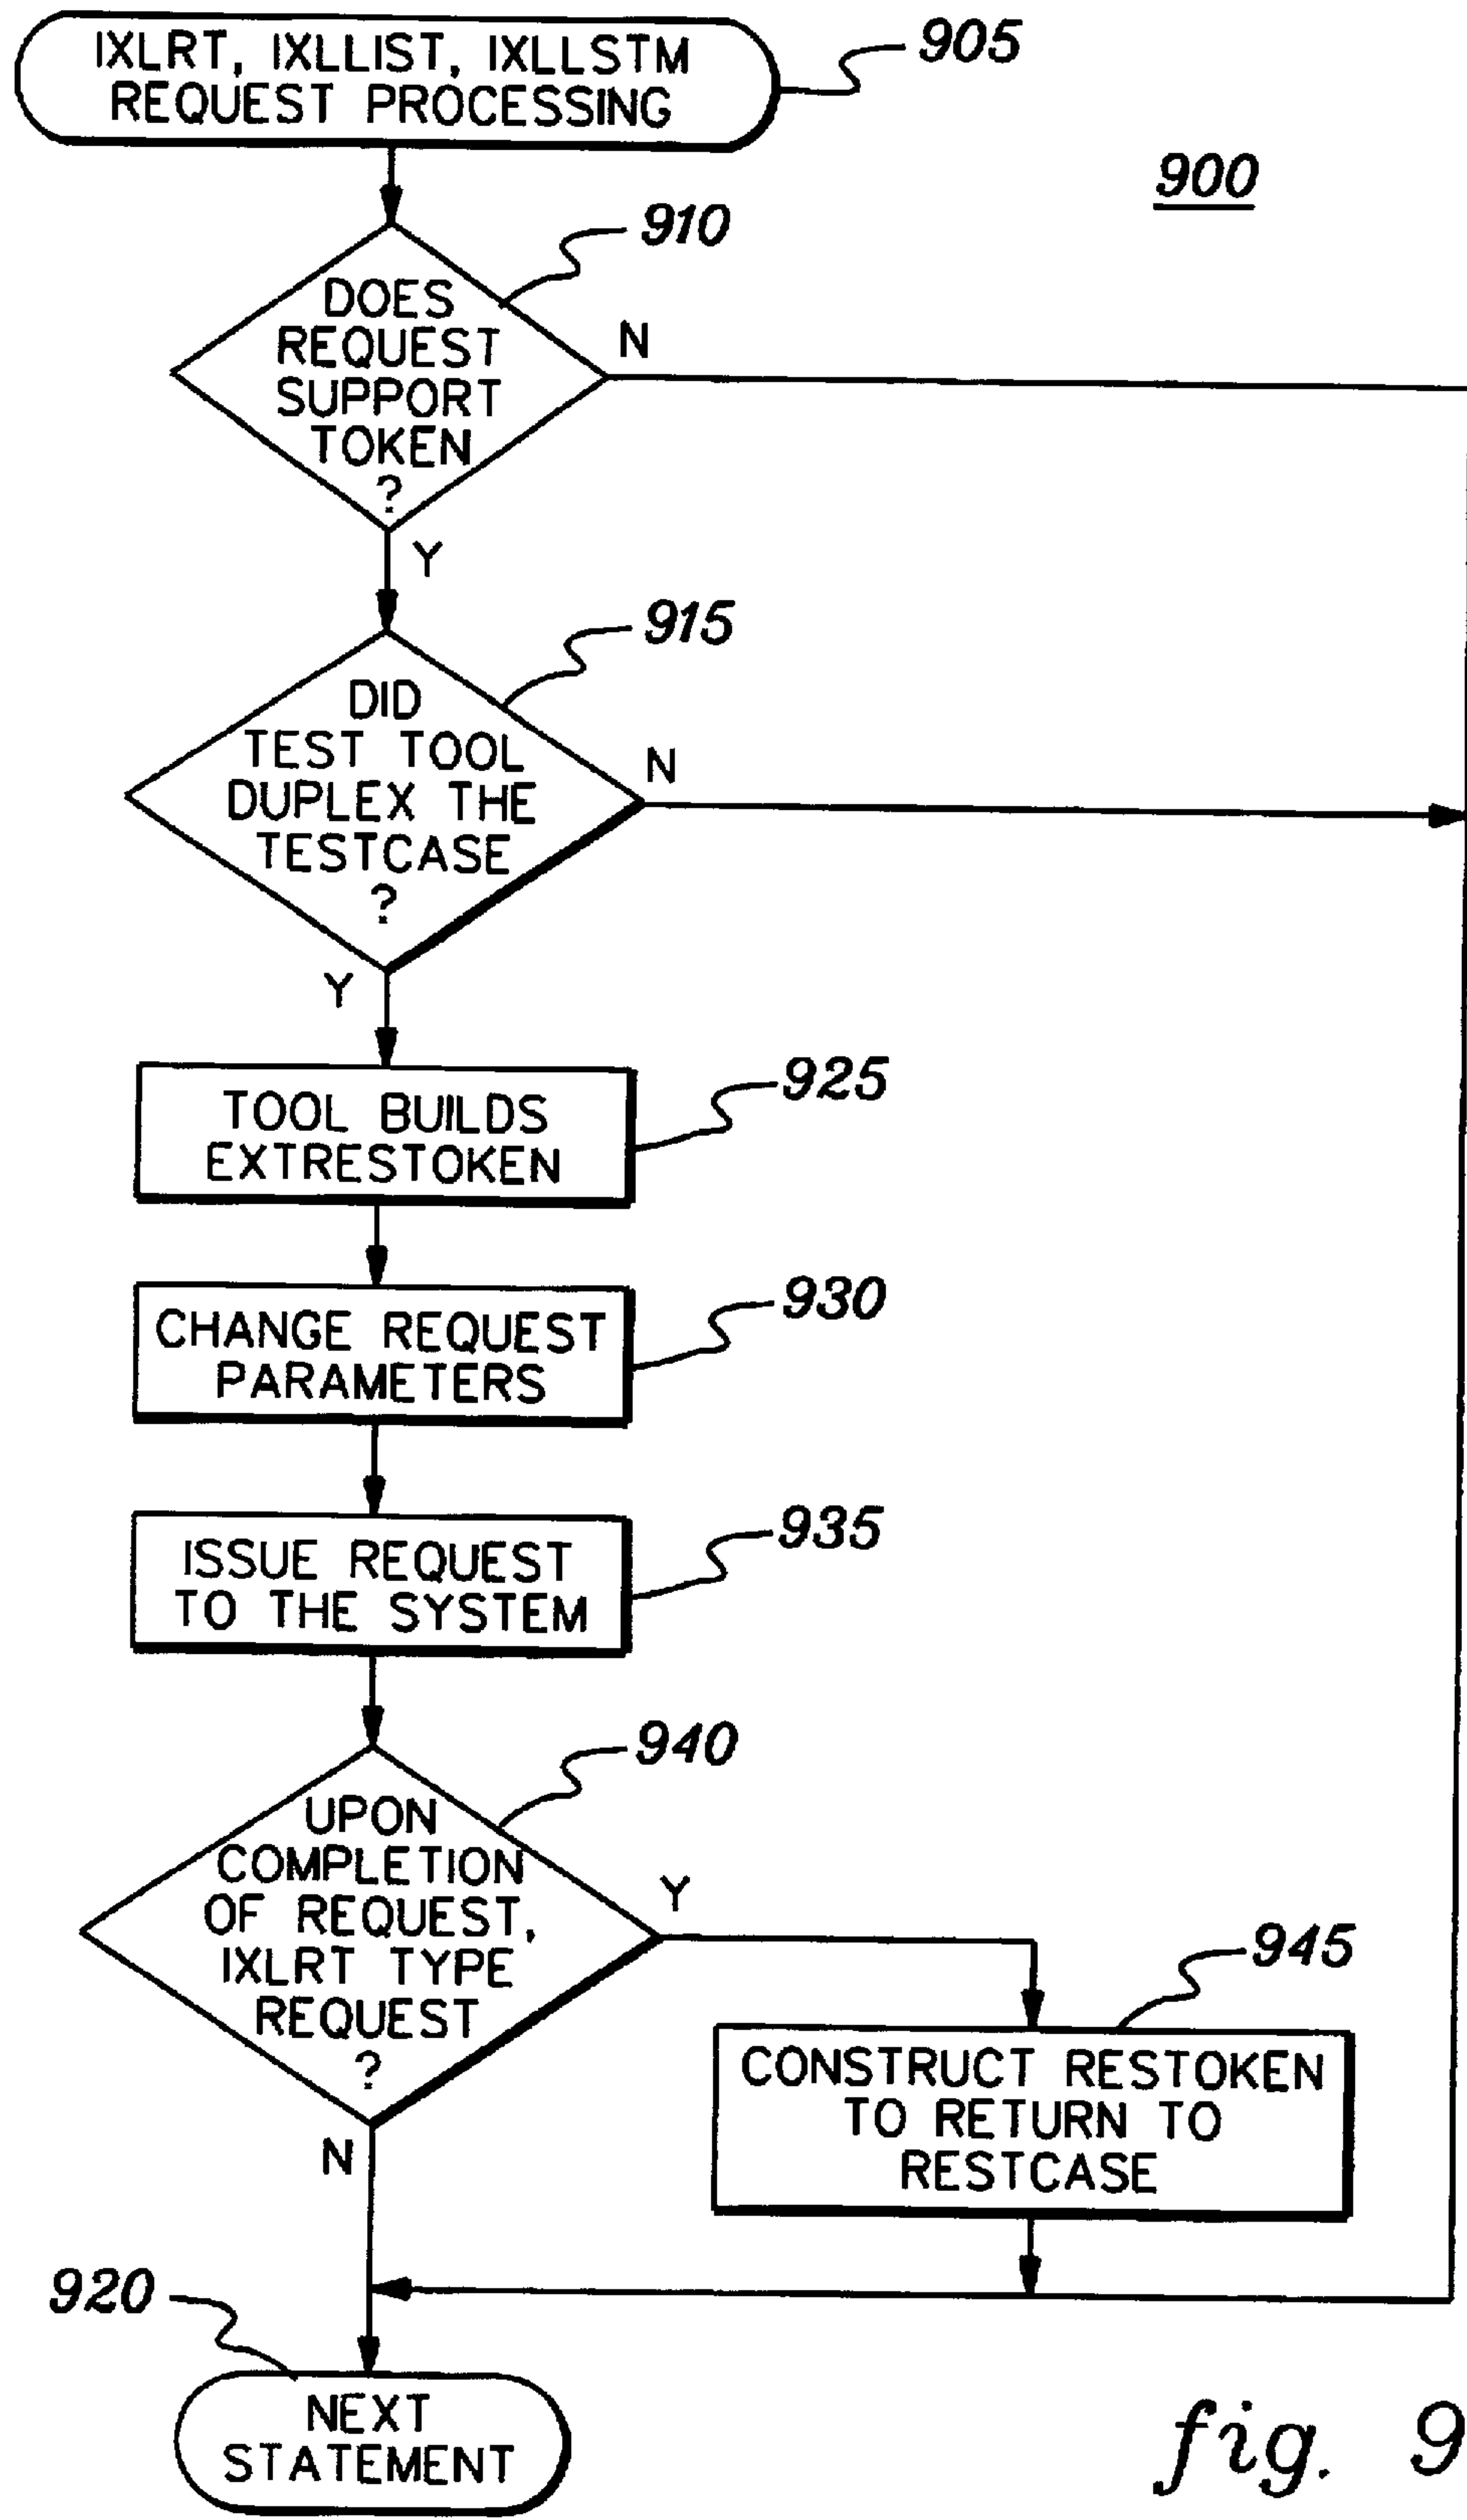 IXLRT, IXLLIST, IXLLSTM
REQUEST PROCESSING
905
900
910
DOES
REQUEST
SUPPORT
TOKEN
?
N
Y
915
DID
TEST TOOL
DUPLEX THE
TESTCASE
?
N
Y
TOOL BUILDS
EXTRESTOKEN
925
CHANGE REQUEST
PARAMETERS
930
ISSUE REQUEST
TO THE SYSTEM
935
940
UPON
COMPLETION
OF REQUEST,
IXLRT TYPE
REQUEST
?
Y
N
945
CONSTRUCT RESTOKEN
TO RETURN TO
RESTCASE
920
NEXT
STATEMENT
fig. 9